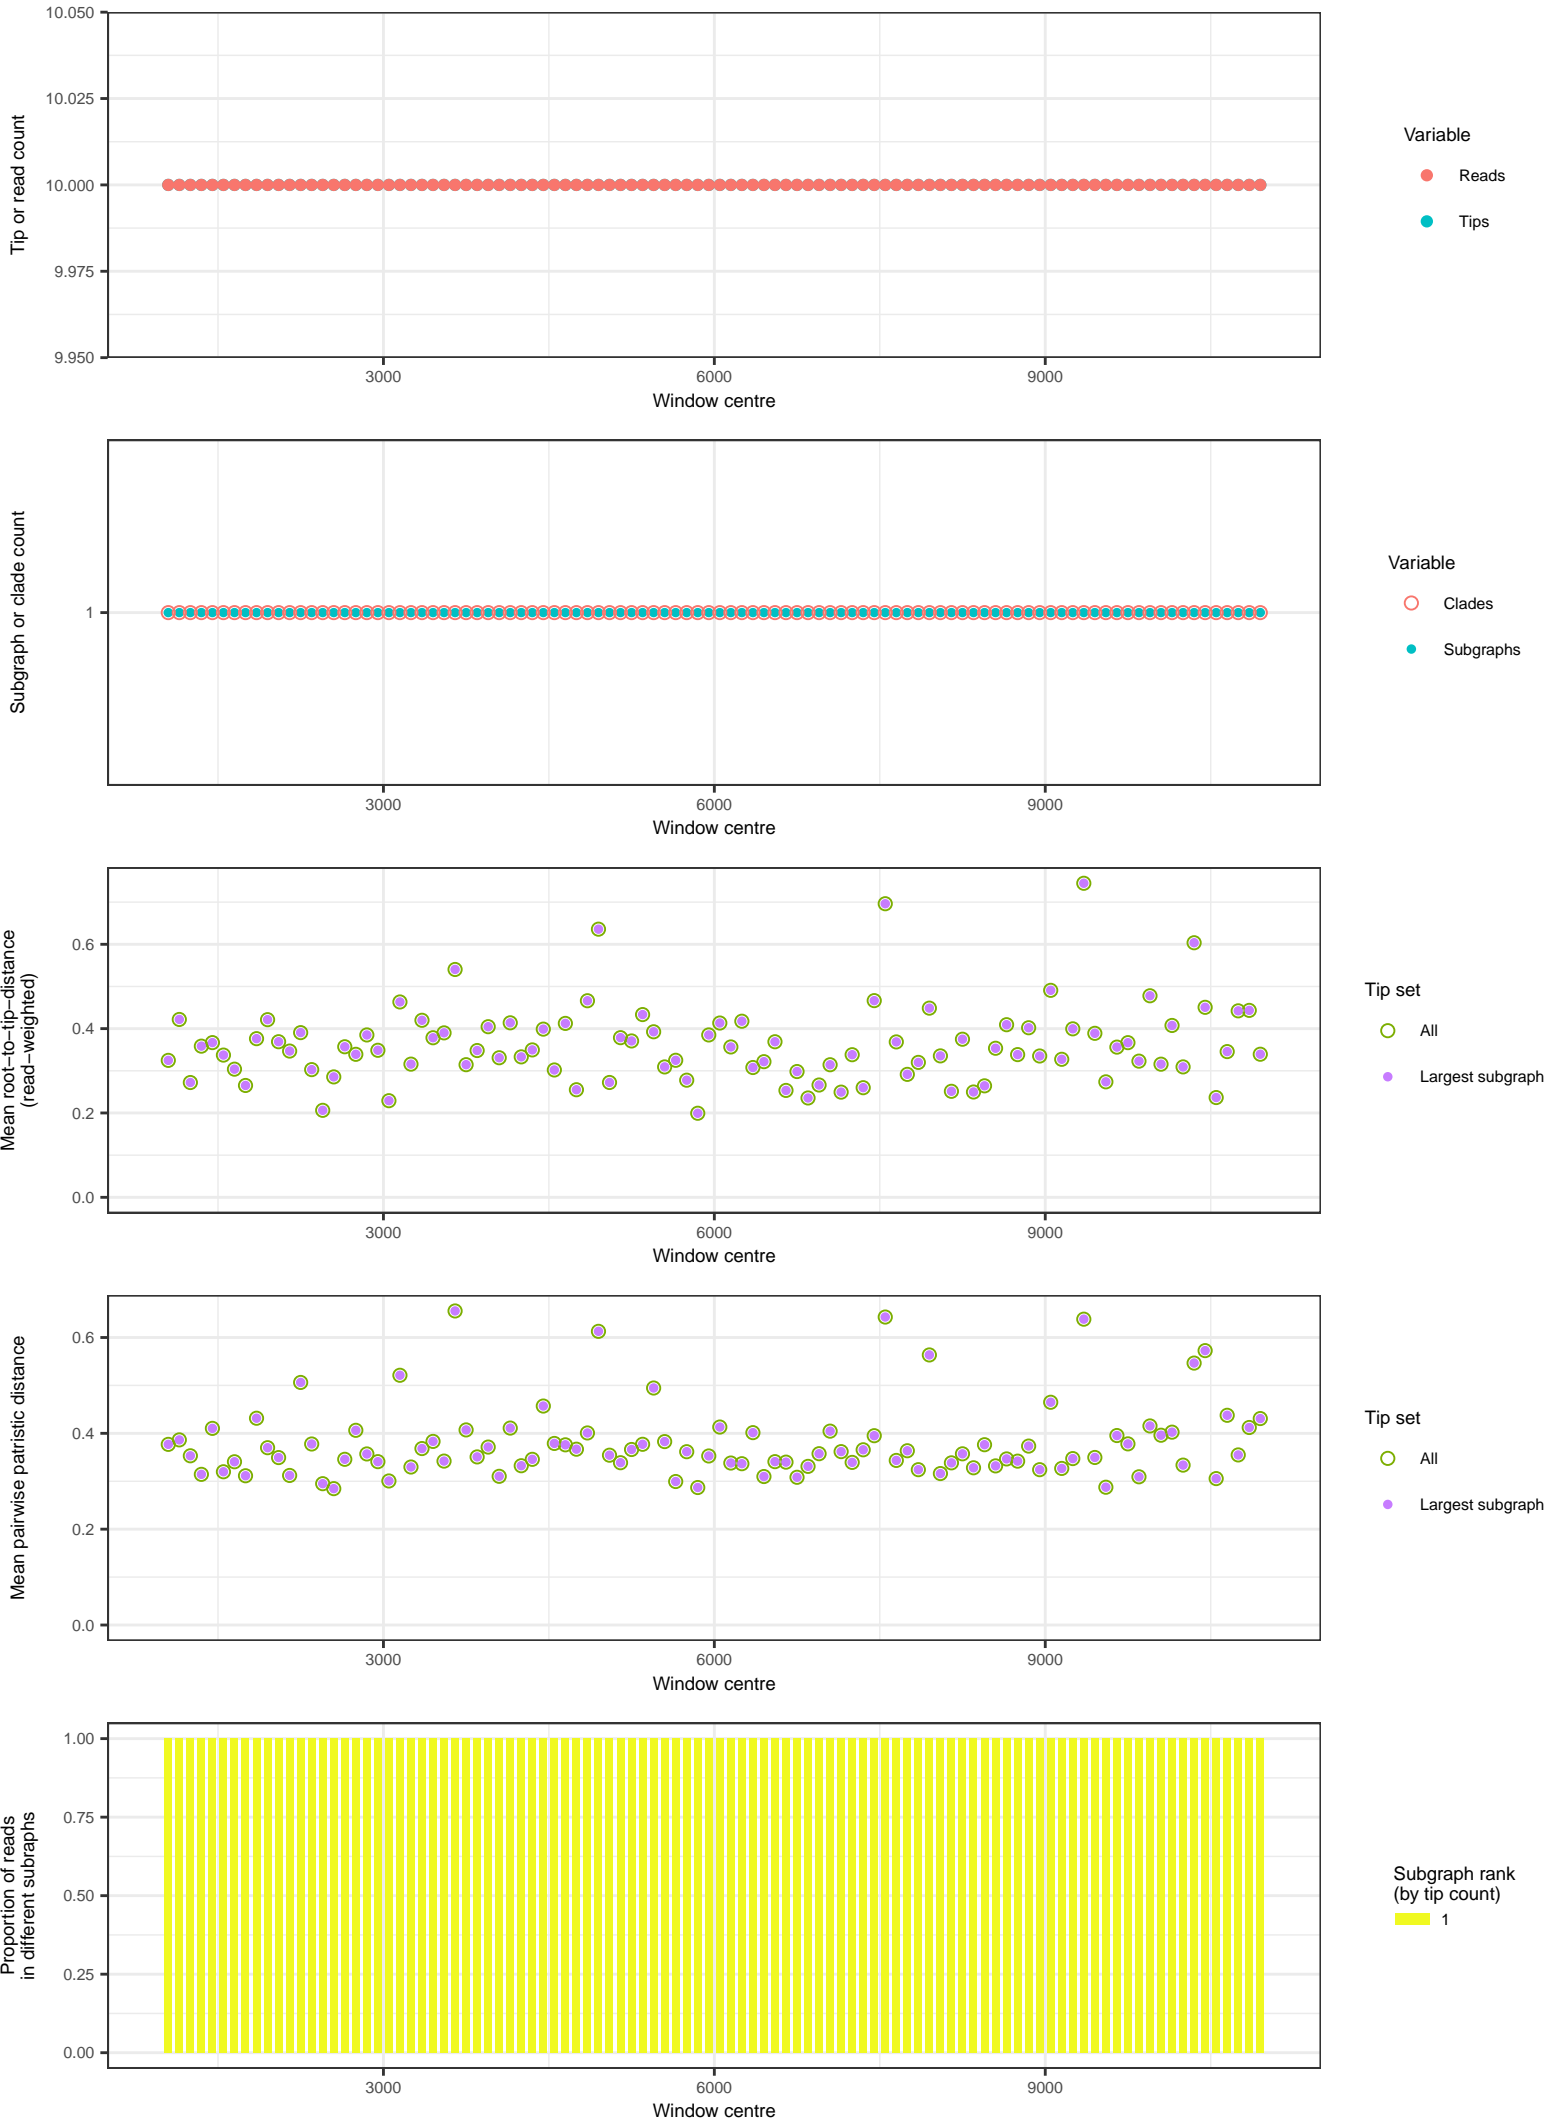 10.050
10.025
10.000
9.975
9.950
Tip or read count
3000
6000
9000
Window centre
Variable
Reads
Tips
Subgraph or clade count
1
3000
6000
9000
Window centre
Variable
Clades
Subgraphs
Mean root−to−tip−distance
(read−weighted)
0.6
0.4
0.2
0.0
3000
6000
9000
Window centre
Tip set
All
Largest subgraph
Mean pairwise patristic distance
0.6
0.4
0.2
0.0
3000
6000
9000
Window centre
Tip set
All
Largest subgraph
Proportion of reads
in different subraphs
1.00
0.75
0.50
0.25
0.00
3000
6000
9000
Window centre
Subgraph rank
(by tip count)
1